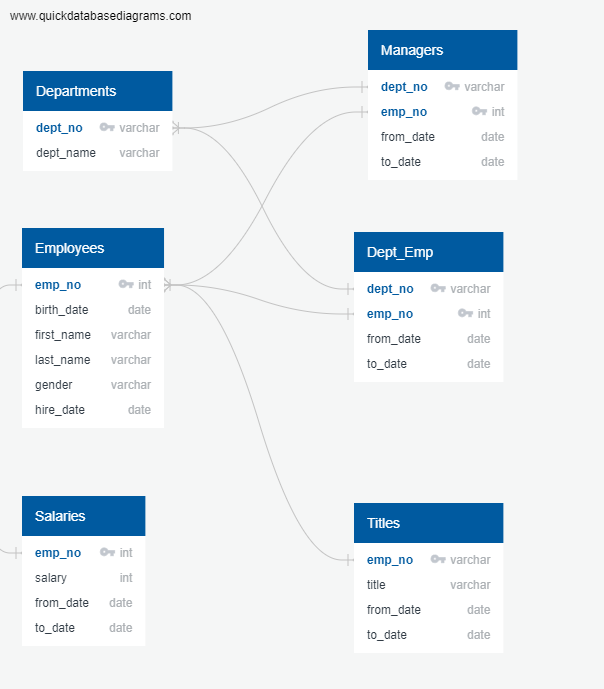 www.quickdatabasediagrams.com
Managers
dept_no varchar
emp_no int
from_date date
to_date date
Departments
dept_no varchar
dept_name varchar
Employees
emp_no int
birth_date date
first_name varchar
last_name varchar
gender varchar
hire_date date
Dept_Emp
dept_no varchar
emp_no int
from_date date
to_date date
Salaries
emp_no int
salary int
from_date date
to_date date
Titles
emp_no varchar
title varchar
from_date date
to_date date